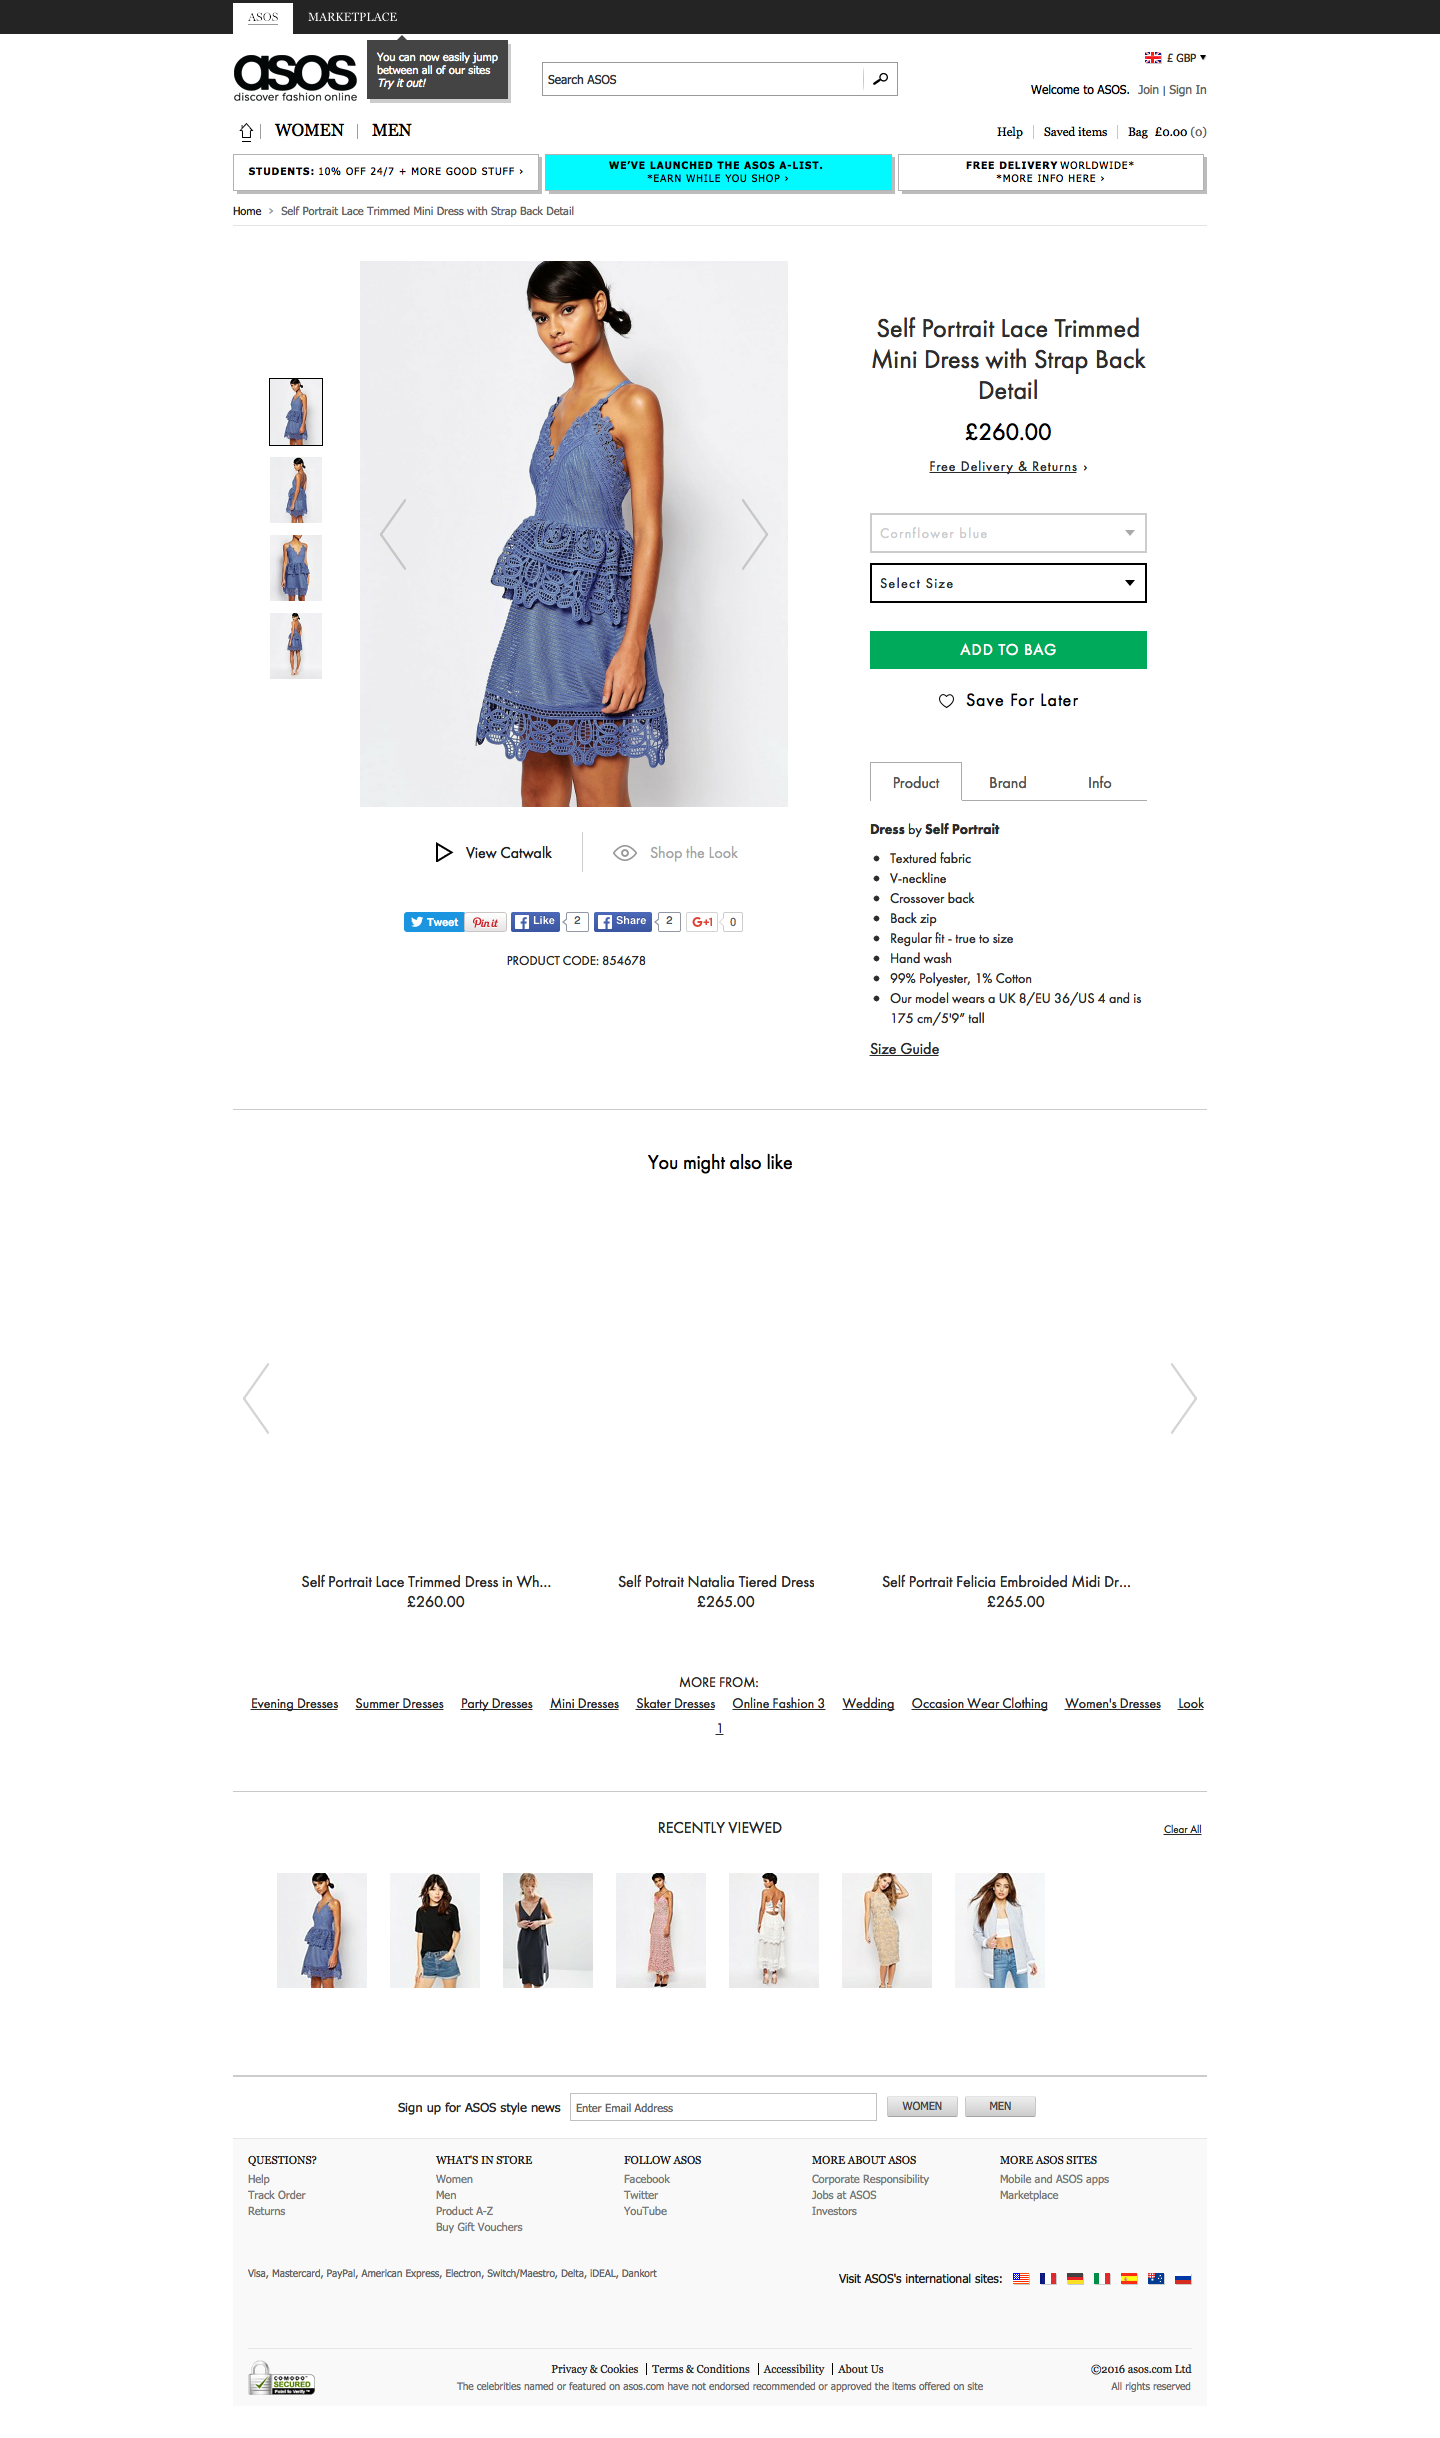 ASOS
MARKETPLACE
You can now easily jump
between all of our sites
Try it out!
asos
discover fashion online
Search ASOS
£ GBP
Welcome to ASOS. Join | Sign In
WOMEN
MEN
Help
Saved items
Bag £0.00 (0)
STUDENTS: 10% OFF 24/7 + MORE GOOD STUFF ›
WE'VE LAUNCHED THE ASOS A-LIST.
*EARN WHILE YOU SHOP ›
FREE DELIVERY WORLDWIDE*
*MORE INFO HERE ›
Home › Self Portrait Lace Trimmed Mini Dress with Strap Back Detail
Self Portrait Lace Trimmed
Mini Dress with Strap Back
Detail
£260.00
Free Delivery & Returns ›
Cornflower blue
Select Size
ADD TO BAG
Save For Later
View Catwalk
Shop the Look
Tweet
Pin it
Like
2
Share
2
G+1
0
PRODUCT CODE: 854678
Product
Brand
Info
Dress by Self Portrait
Textured fabric
V-neckline
Crossover back
Back zip
Regular fit - true to size
Hand wash
99% Polyester, 1% Cotton
Our model wears a UK 8/EU 36/US 4 and is
175 cm/5'9” tall
Size Guide
You might also like
Self Portrait Lace Trimmed Dress in Wh...
£260.00
Self Potrait Natalia Tiered Dress
£265.00
Self Portrait Felicia Embroided Midi Dr...
£265.00
MORE FROM:
Evening Dresses Summer Dresses Party Dresses Mini Dresses Skater Dresses Online Fashion 3 Wedding Occasion Wear Clothing Women's Dresses Look
1
RECENTLY VIEWED
Clear All
Sign up for ASOS style news
Enter Email Address
WOMEN
MEN
QUESTIONS?
Help
Track Order
Returns
WHAT'S IN STORE
Women
Men
Product A-Z
Buy Gift Vouchers
FOLLOW ASOS
Facebook
Twitter
YouTube
MORE ABOUT ASOS
Corporate Responsibility
Jobs at ASOS
Investors
MORE ASOS SITES
Mobile and ASOS apps
Marketplace
Visa, Mastercard, PayPal, American Express, Electron, Switch/Maestro, Delta, iDEAL, Dankort
Visit ASOS's international sites:
COMODO
SECURED
Point to Verify
Privacy & Cookies | Terms & Conditions | Accessibility | About Us
The celebrities named or featured on asos.com have not endorsed recommended or approved the items offered on site
©2016 asos.com Ltd
All rights reserved